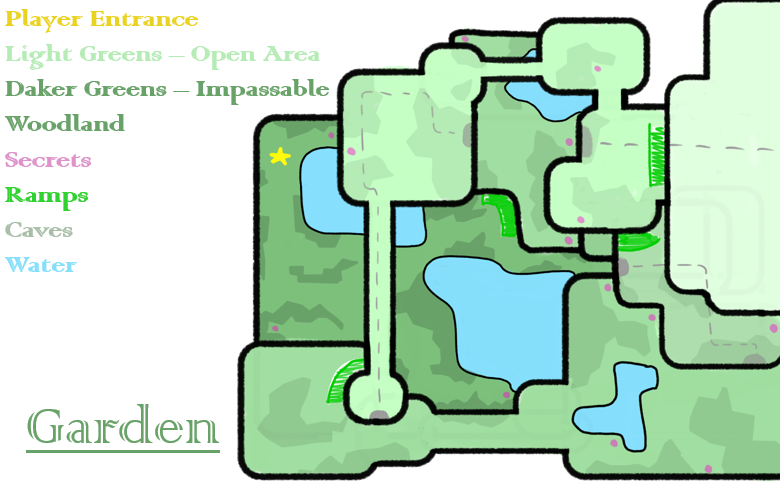 Player Entrance
Light Greens – Open Area
Daker Greens – Impassable
Woodland
Secrets
Ramps
Caves
Water
Garden